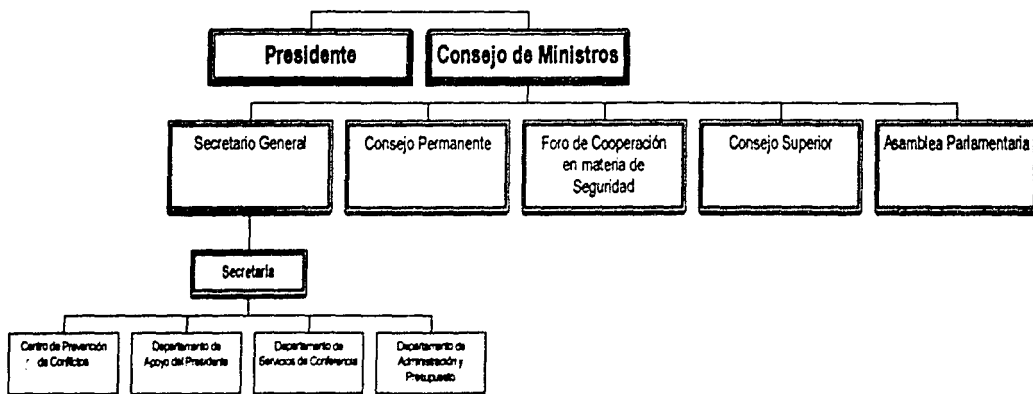 Presidente
Consejo de Ministros
Secretario General
Consejo Permanente
Foro de Cooperación
en materia de
Seguridad
Consejo Superior
Asamblea Parlamentaria
Secretaría
Centro de Prevención
de Conflictos
Departamento de
Apoyo del Presidente
Departamento de
Servicios de Conferencia
Departamento de
Administración y
Presupuesto